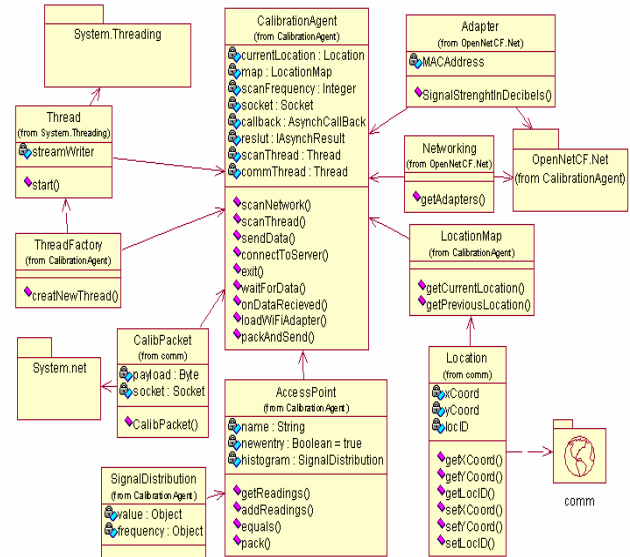 System.Threading
CalibrationAgent
(from CalibrationAgent)
currentLocation : Location
map : LocationMap
scanFrequency : Integer
socket : Socket
callback : AsynchCallBack
reslut : IAsynchResult
scanThread : Thread
commThread : Thread
scanNetwork()
scanThread()
sendData()
connectToServer()
exit()
waitForData()
onDataRecieved()
loadWiFiAdapter()
packAndSend()
Adapter
(from OpenNetCF.Net)
MACAddress
SignalStrenghtInDecibels()
Thread
(from System.Threading)
streamWriter
start()
Networking
(from OpenNetCF.Net)
getAdapters()
OpenNetCF.Net
(from CalibrationAgent)
ThreadFactory
(from CalibrationAgent)
creatNewThread()
LocationMap
(from CalibrationAgent)
getCurrentLocation()
getPreviousLocation()
System.net
CalibPacket
(from comm)
payload : Byte
socket : Socket
CalibPacket()
Location
(from comm)
xCoord
yCoord
locID
getXCoord()
getYCoord()
getLocID()
setXCoord()
setYCoord()
setLocID()
comm
AccessPoint
(from CalibrationAgent)
name : String
newentry : Boolean = true
histogram : SignalDistribution
getReadings()
addReadings()
equals()
pack()
SignalDistribution
(from CalibrationAgent)
value : Object
frequency : Object